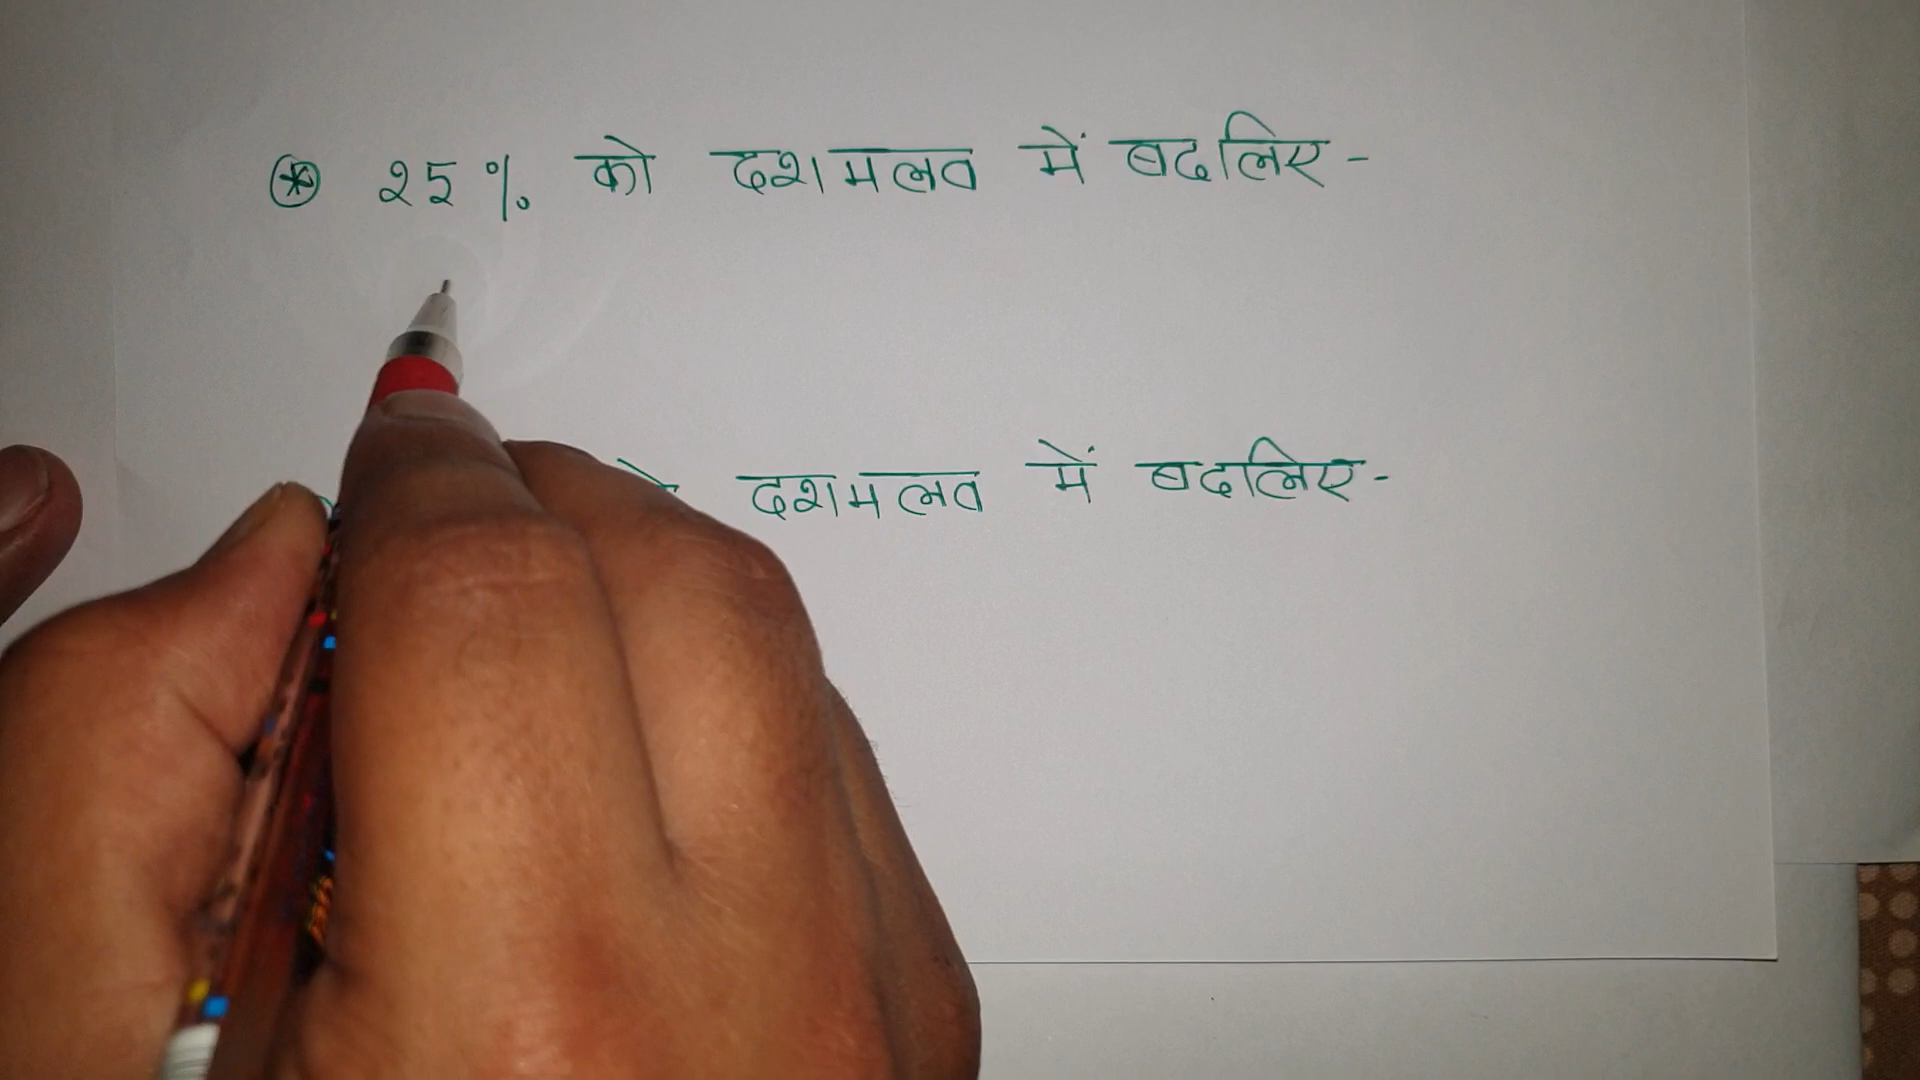 ⊛ 25% को दशमलव में बदलिए -
दशमलव में बदलिए -